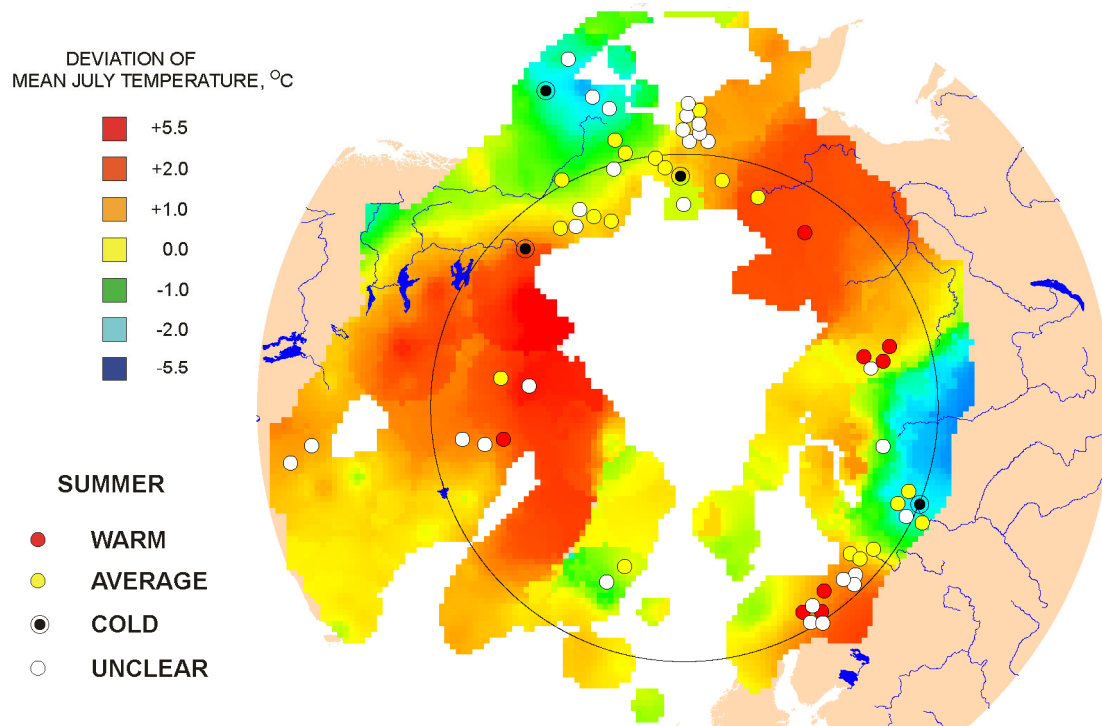 DEVIATION OF
MEAN JULY TEMPERATURE, °C
+5.5
+2.0
+1.0
0.0
-1.0
-2.0
-5.5
SUMMER
WARM
AVERAGE
COLD
UNCLEAR